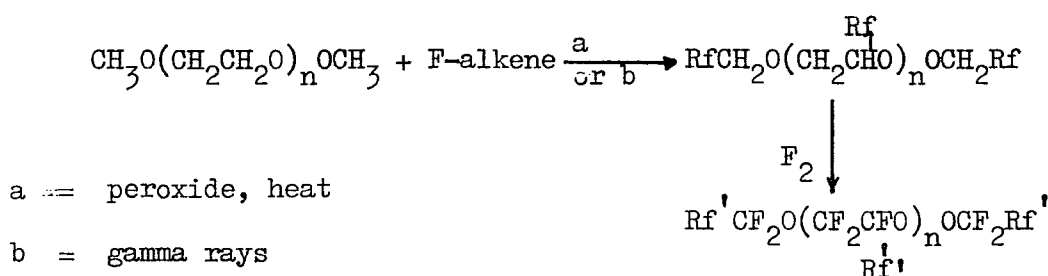 Rf
CH₃O(CH₂CH₂O)ₙOCH₃ + F-alkene a or b RfCH₂O(CH₂CHO)ₙOCH₂Rf
F₂
a = peroxide, heat
Rf'CF₂O(CF₂CFO)ₙOCF₂Rf'
b = gamma rays
Rf'